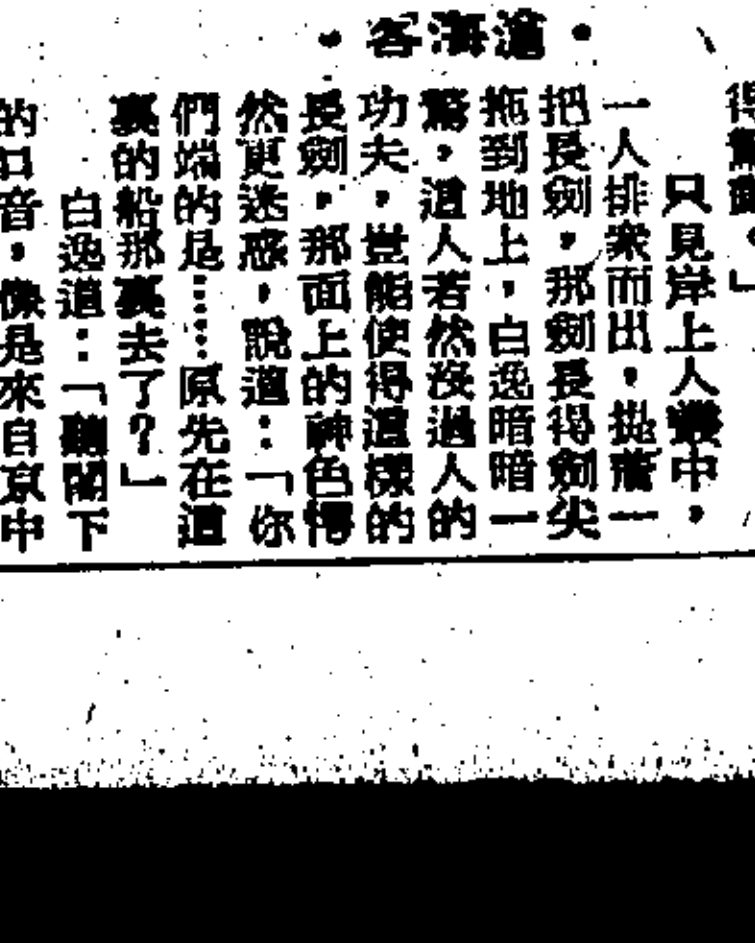 •滄海客•
得驚。」
只見岸上人叢中，
一人排衆而出，一
把長劍，那劍長得劍尖
拖到地上，白逸暗暗一
驚，這人若然沒過人的
功夫，豈能使得這樣的
長劍，那面上的神色愕
然更迷惑，說道：「你
們端的是……原先在這
裏的船那裏去了？」
白逸道：「聽閣下
的口音，像是來自京中